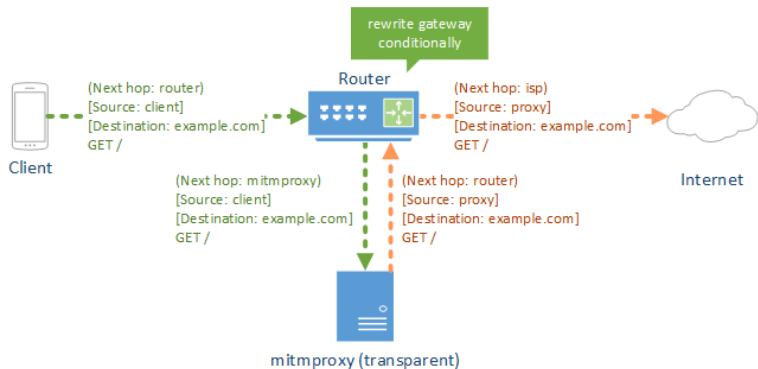 rewrite gateway
conditionally
Router
(Next hop: router)
[Source: client]
[Destination: example.com]
GET /
(Next hop: isp)
[Source: proxy]
[Destination: example.com]
GET /
Client
Internet
(Next hop: mitmproxy)
[Source: client]
[Destination: example.com]
GET /
(Next hop: router)
[Source: proxy]
[Destination: example.com]
GET /
mitmproxy (transparent)